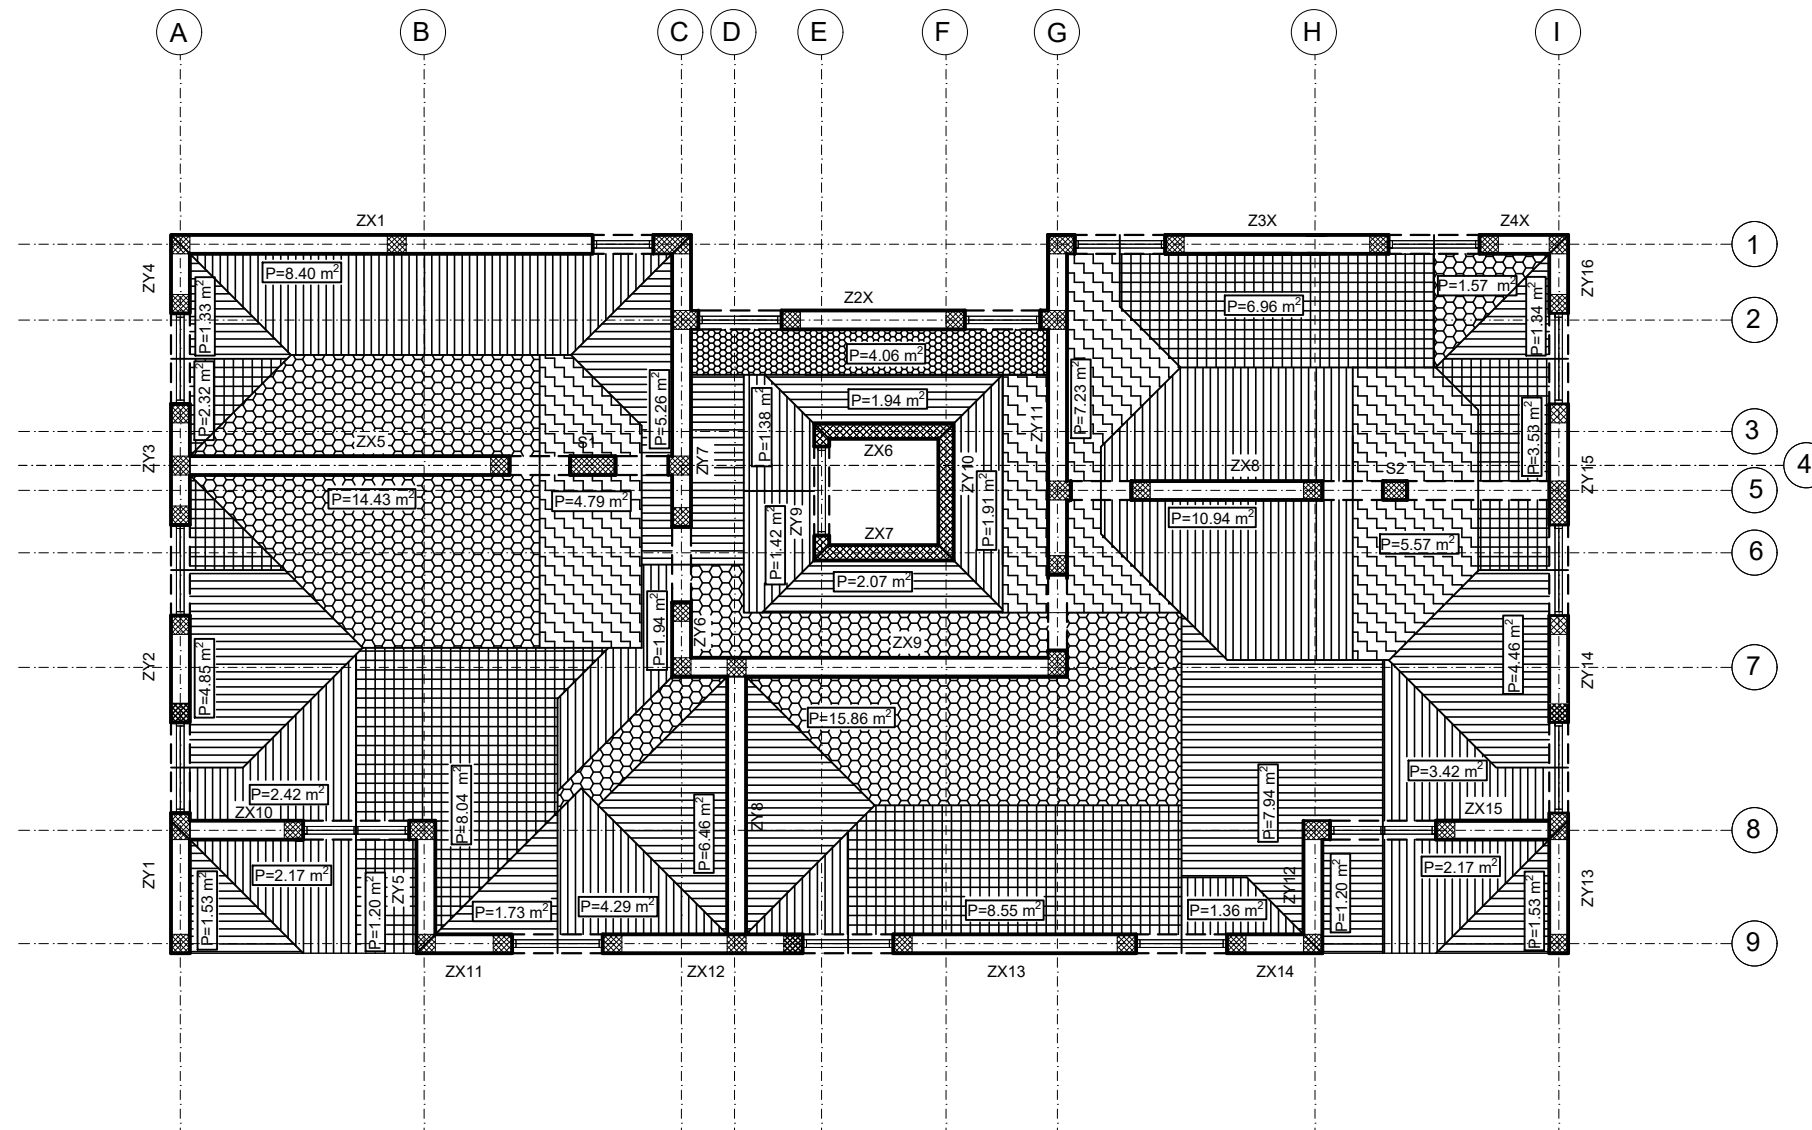 A B C D E F G H I
ZX1 Z3X Z4X
1
ZY4 P=8.40 m² ZY16
P=1.33 m² Z2X P=6.96 m² P=1.57 m² P=1.34 m²
2
P=4.06 m²
P=2.32 m² P=5.26 m² P=1.38 m² P=1.94 m² ZY11 P=7.23 m² P=3.53 m²
3
ZY3 ZX5 S1 ZY7 ZX6 ZY10 ZX8 S2 ZY15
4
P=14.43 m² P=4.79 m² P=1.91 m²
5
P=1.42 m² ZY9 ZX7 P=10.94 m² P=5.57 m²
6
P=2.07 m²
P=1.94 m² ZY6 ZX9
ZY2 P=4.85 m² P=4.46 m² ZY14
7
P=15.86 m²
P=2.42 m² P=3.42 m²
ZX10 P=8.04 m² P=6.46 m² ZY8 P=7.94 m² ZX15
8
ZY1 P=2.17 m² P=2.17 m² ZY13
P=1.53 m² P=1.20 m² ZY5 P=1.73 m² P=4.29 m² P=8.55 m² P=1.36 m² ZY12 P=1.20 m² P=1.53 m²
9
ZX11 ZX12 ZX13 ZX14